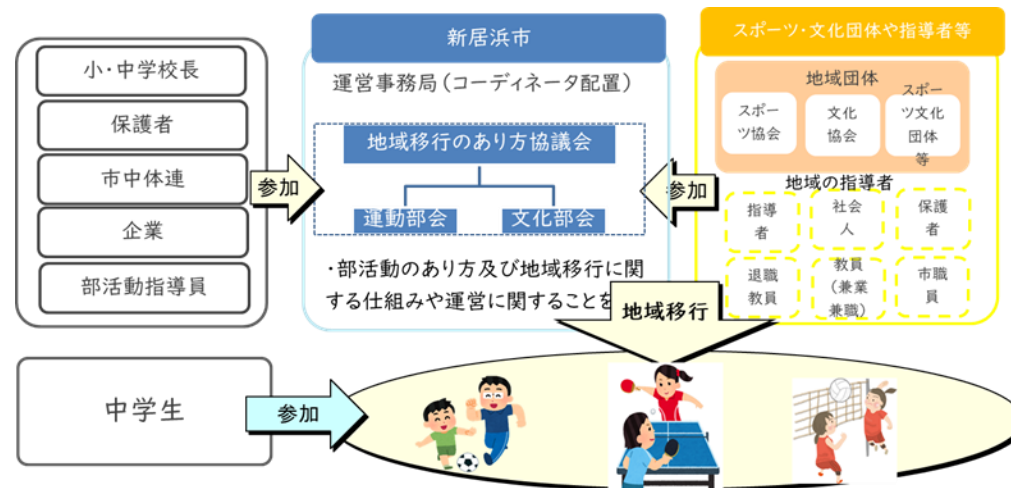 小・中学校長
保護者
市中体連
企業
部活動指導員
参加
新居浜市
運営事務局（コーディネータ配置）
地域移行のあり方協議会
運動部会
文化部会
・部活動のあり方及び地域移行に関
する仕組みや運営に関することを
スポーツ・文化団体や指導者等
地域団体
スポー
ツ協会
文化
協会
スポー
ツ文化
団体
等
参加
地域の指導者
指導
者
社会
人
保護
者
退職
教員
教員
（兼業
兼職）
市職
員
地域移行
中学生
参加